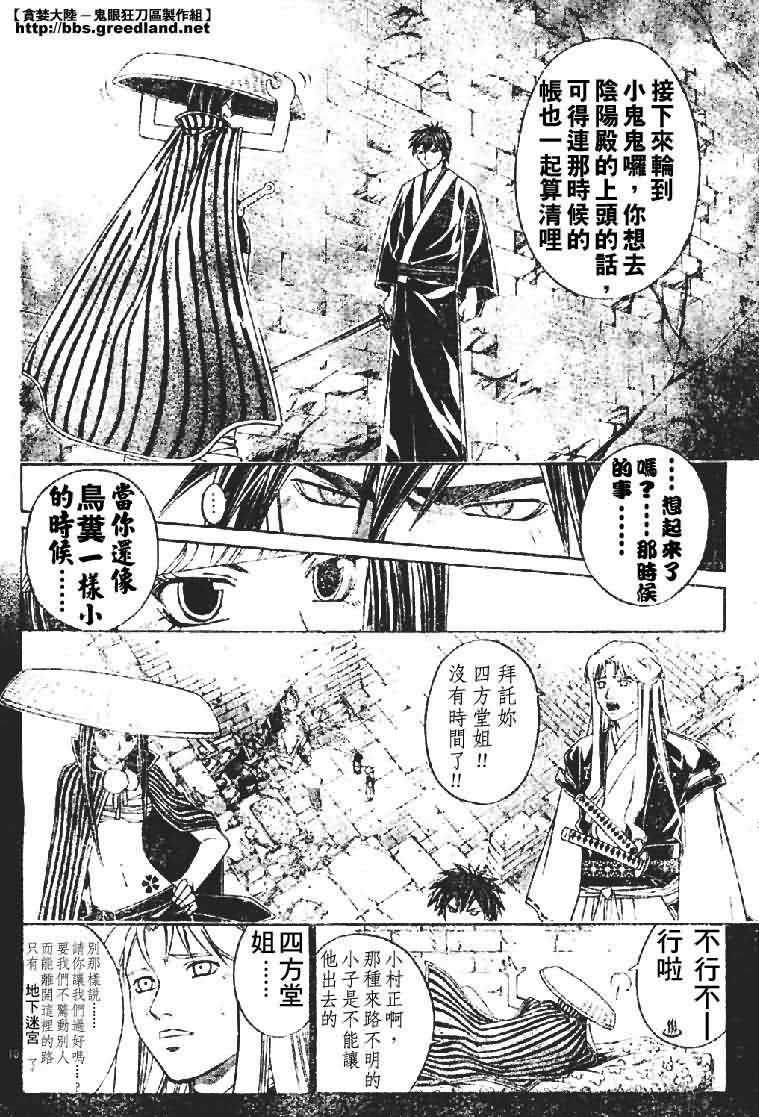 【貪婪大陸－鬼眼狂刀區製作組】
http://bbs.greedland.net
接下來輪到
小鬼鬼囉，你想去
陰陽殿的上頭的話，
可得連那時候的
帳也一起算清哩
‥‥想起來了
嗎？‥‥那時候
的事‥‥‥
‥‥
當你還像
鳥糞一樣小
的時候‥‥‥
拜託妳
四方堂姐!!
沒有時間了!!
不行不ー
行啦
♨
小村正啊，
那種來路不明的
小子是不能讓
他出去的
四方堂
姐‥‥‥
別那樣說‥‥‥
請你讓我們過好嗎‥‥？
要我們不驚動別人
而能離開這裡的路
只有 地下迷宮 了